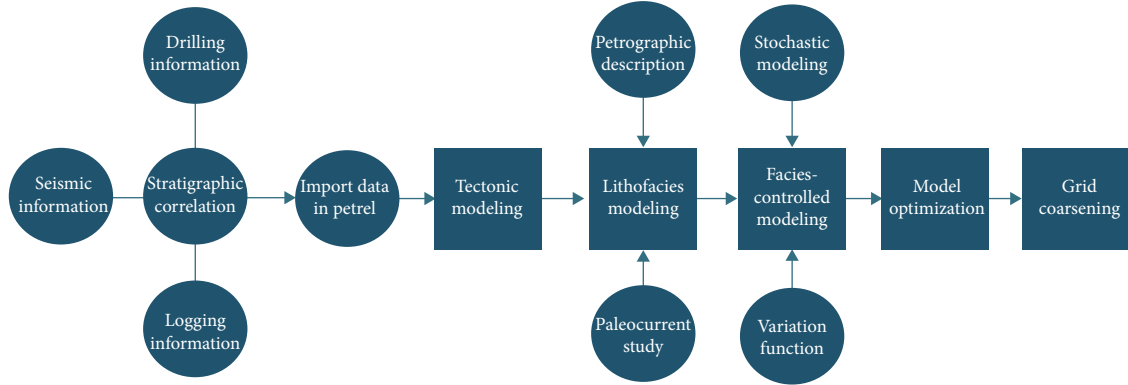 Drilling
information
Petrographic
description
Stochastic
modeling
Seismic
information
Stratigraphic
correlation
Import data
in petrel
Tectonic
modeling
Lithofacies
modeling
Facies-
controlled
modeling
Model
optimization
Grid
coarsening
Logging
information
Paleocurrent
study
Variation
function